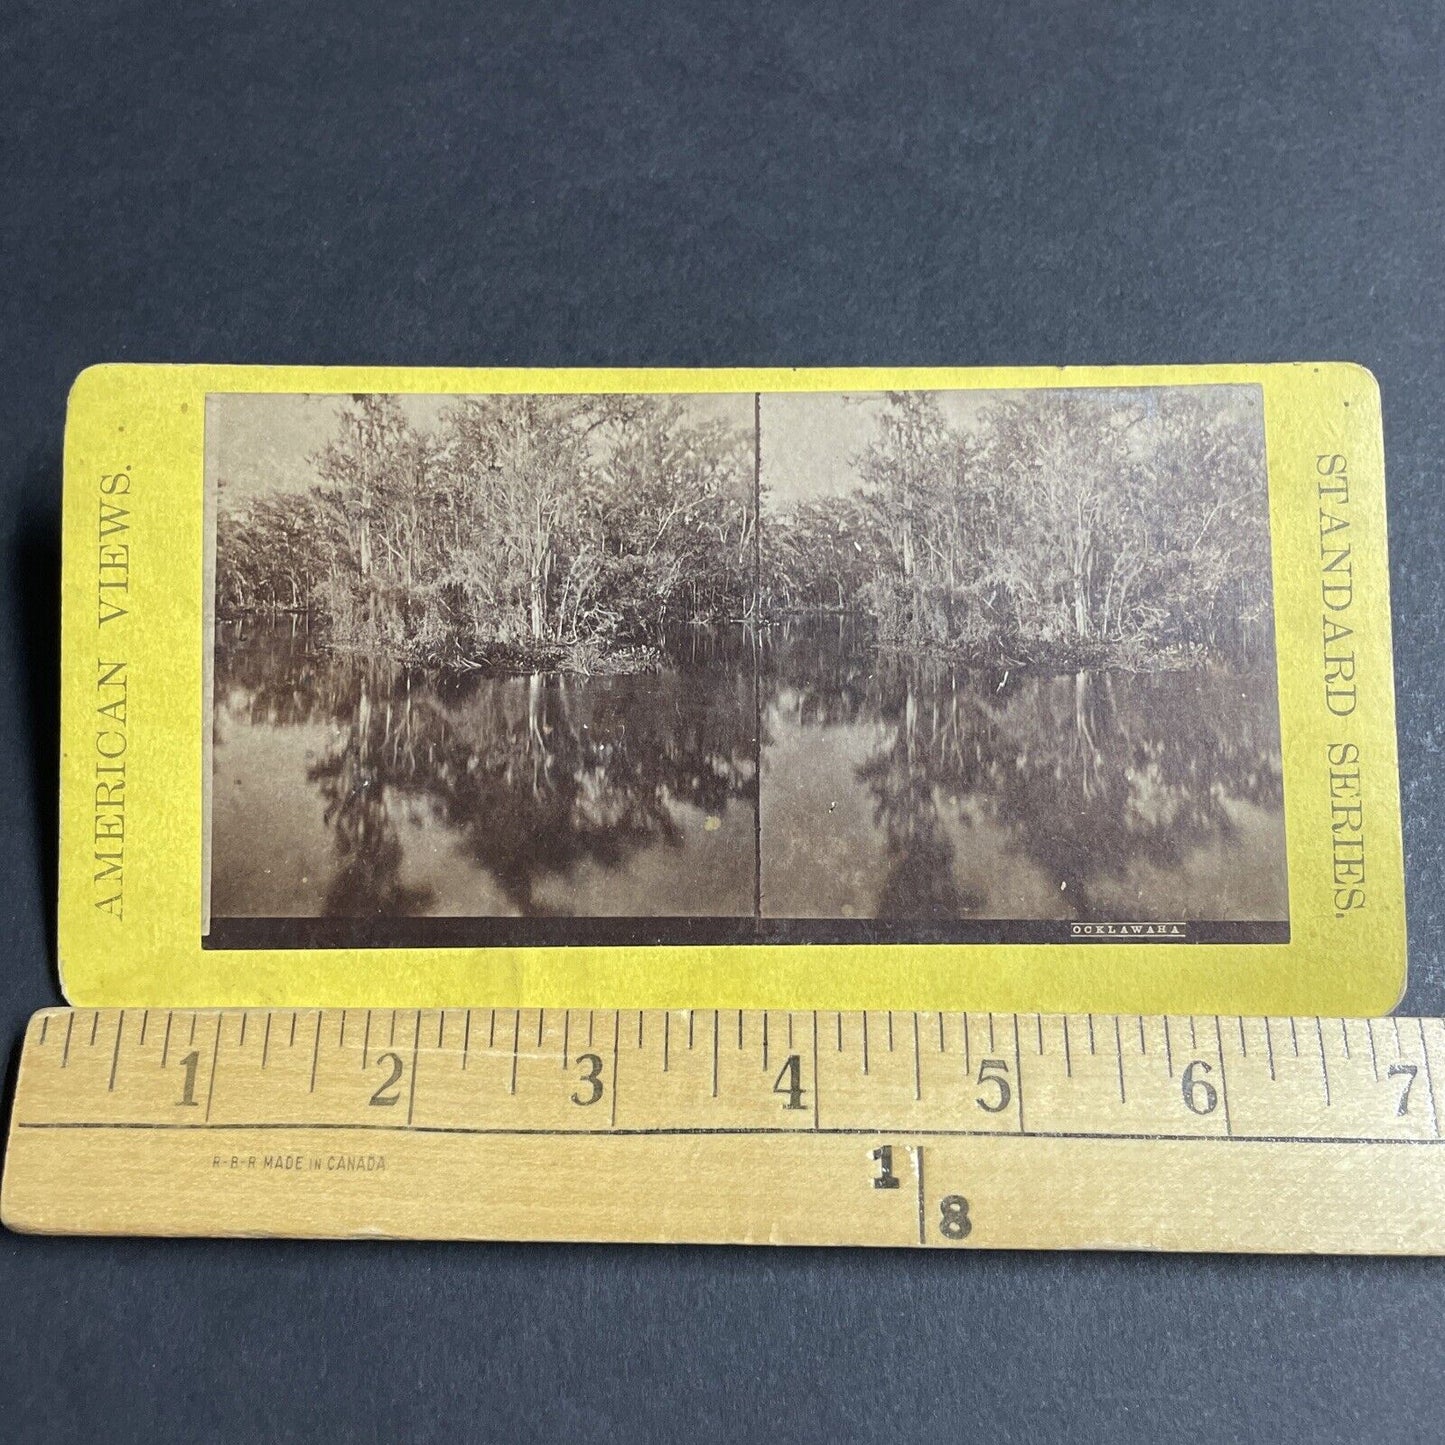 AMERICAN VIEWS.
STANDARD SERIES.
OCKLAWAHA
1 2 3 4 5 6 7
R-B-R MADE IN CANADA
1
8